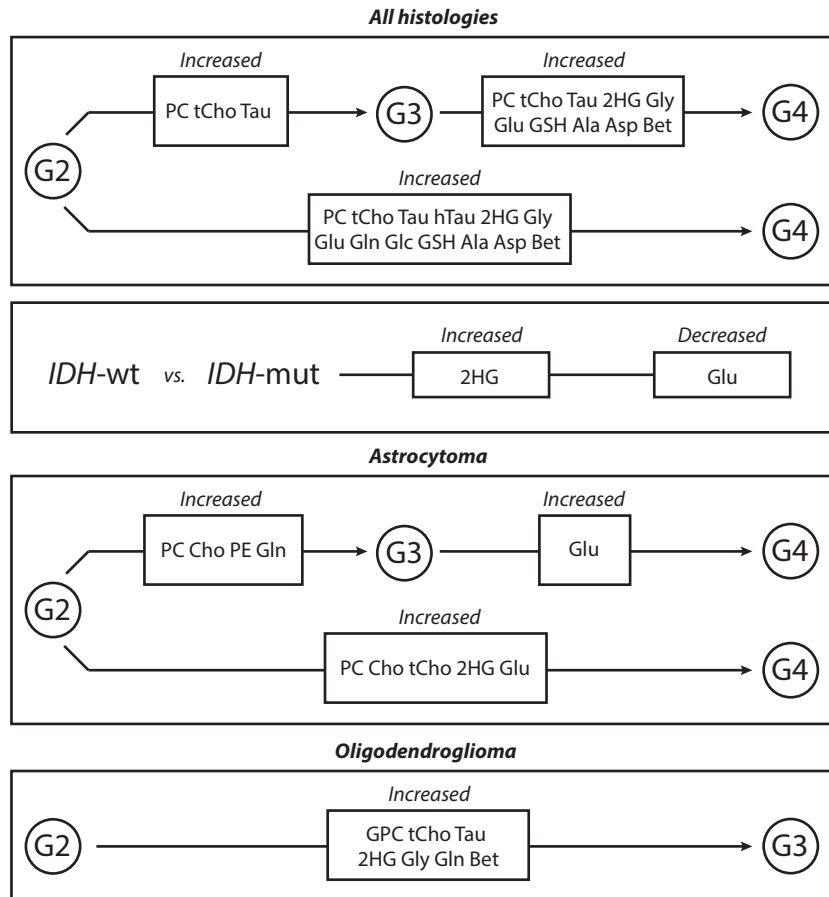 All histologies
Increased
Increased
PC tCho Tau
G3
PC tCho Tau 2HG Gly
Glu GSH Ala Asp Bet
G4
G2
Increased
PC tCho Tau hTau 2HG Gly
Glu Gln Glc GSH Ala Asp Bet
G4
IDH-wt vs. IDH-mut
Increased
2HG
Decreased
Glu
Astrocytoma
Increased
Increased
PC Cho PE Gln
G3
Glu
G4
G2
Increased
PC Cho tCho 2HG Glu
G4
Oligodendroglioma
Increased
G2
GPC tCho Tau
2HG Gly Gln Bet
G3